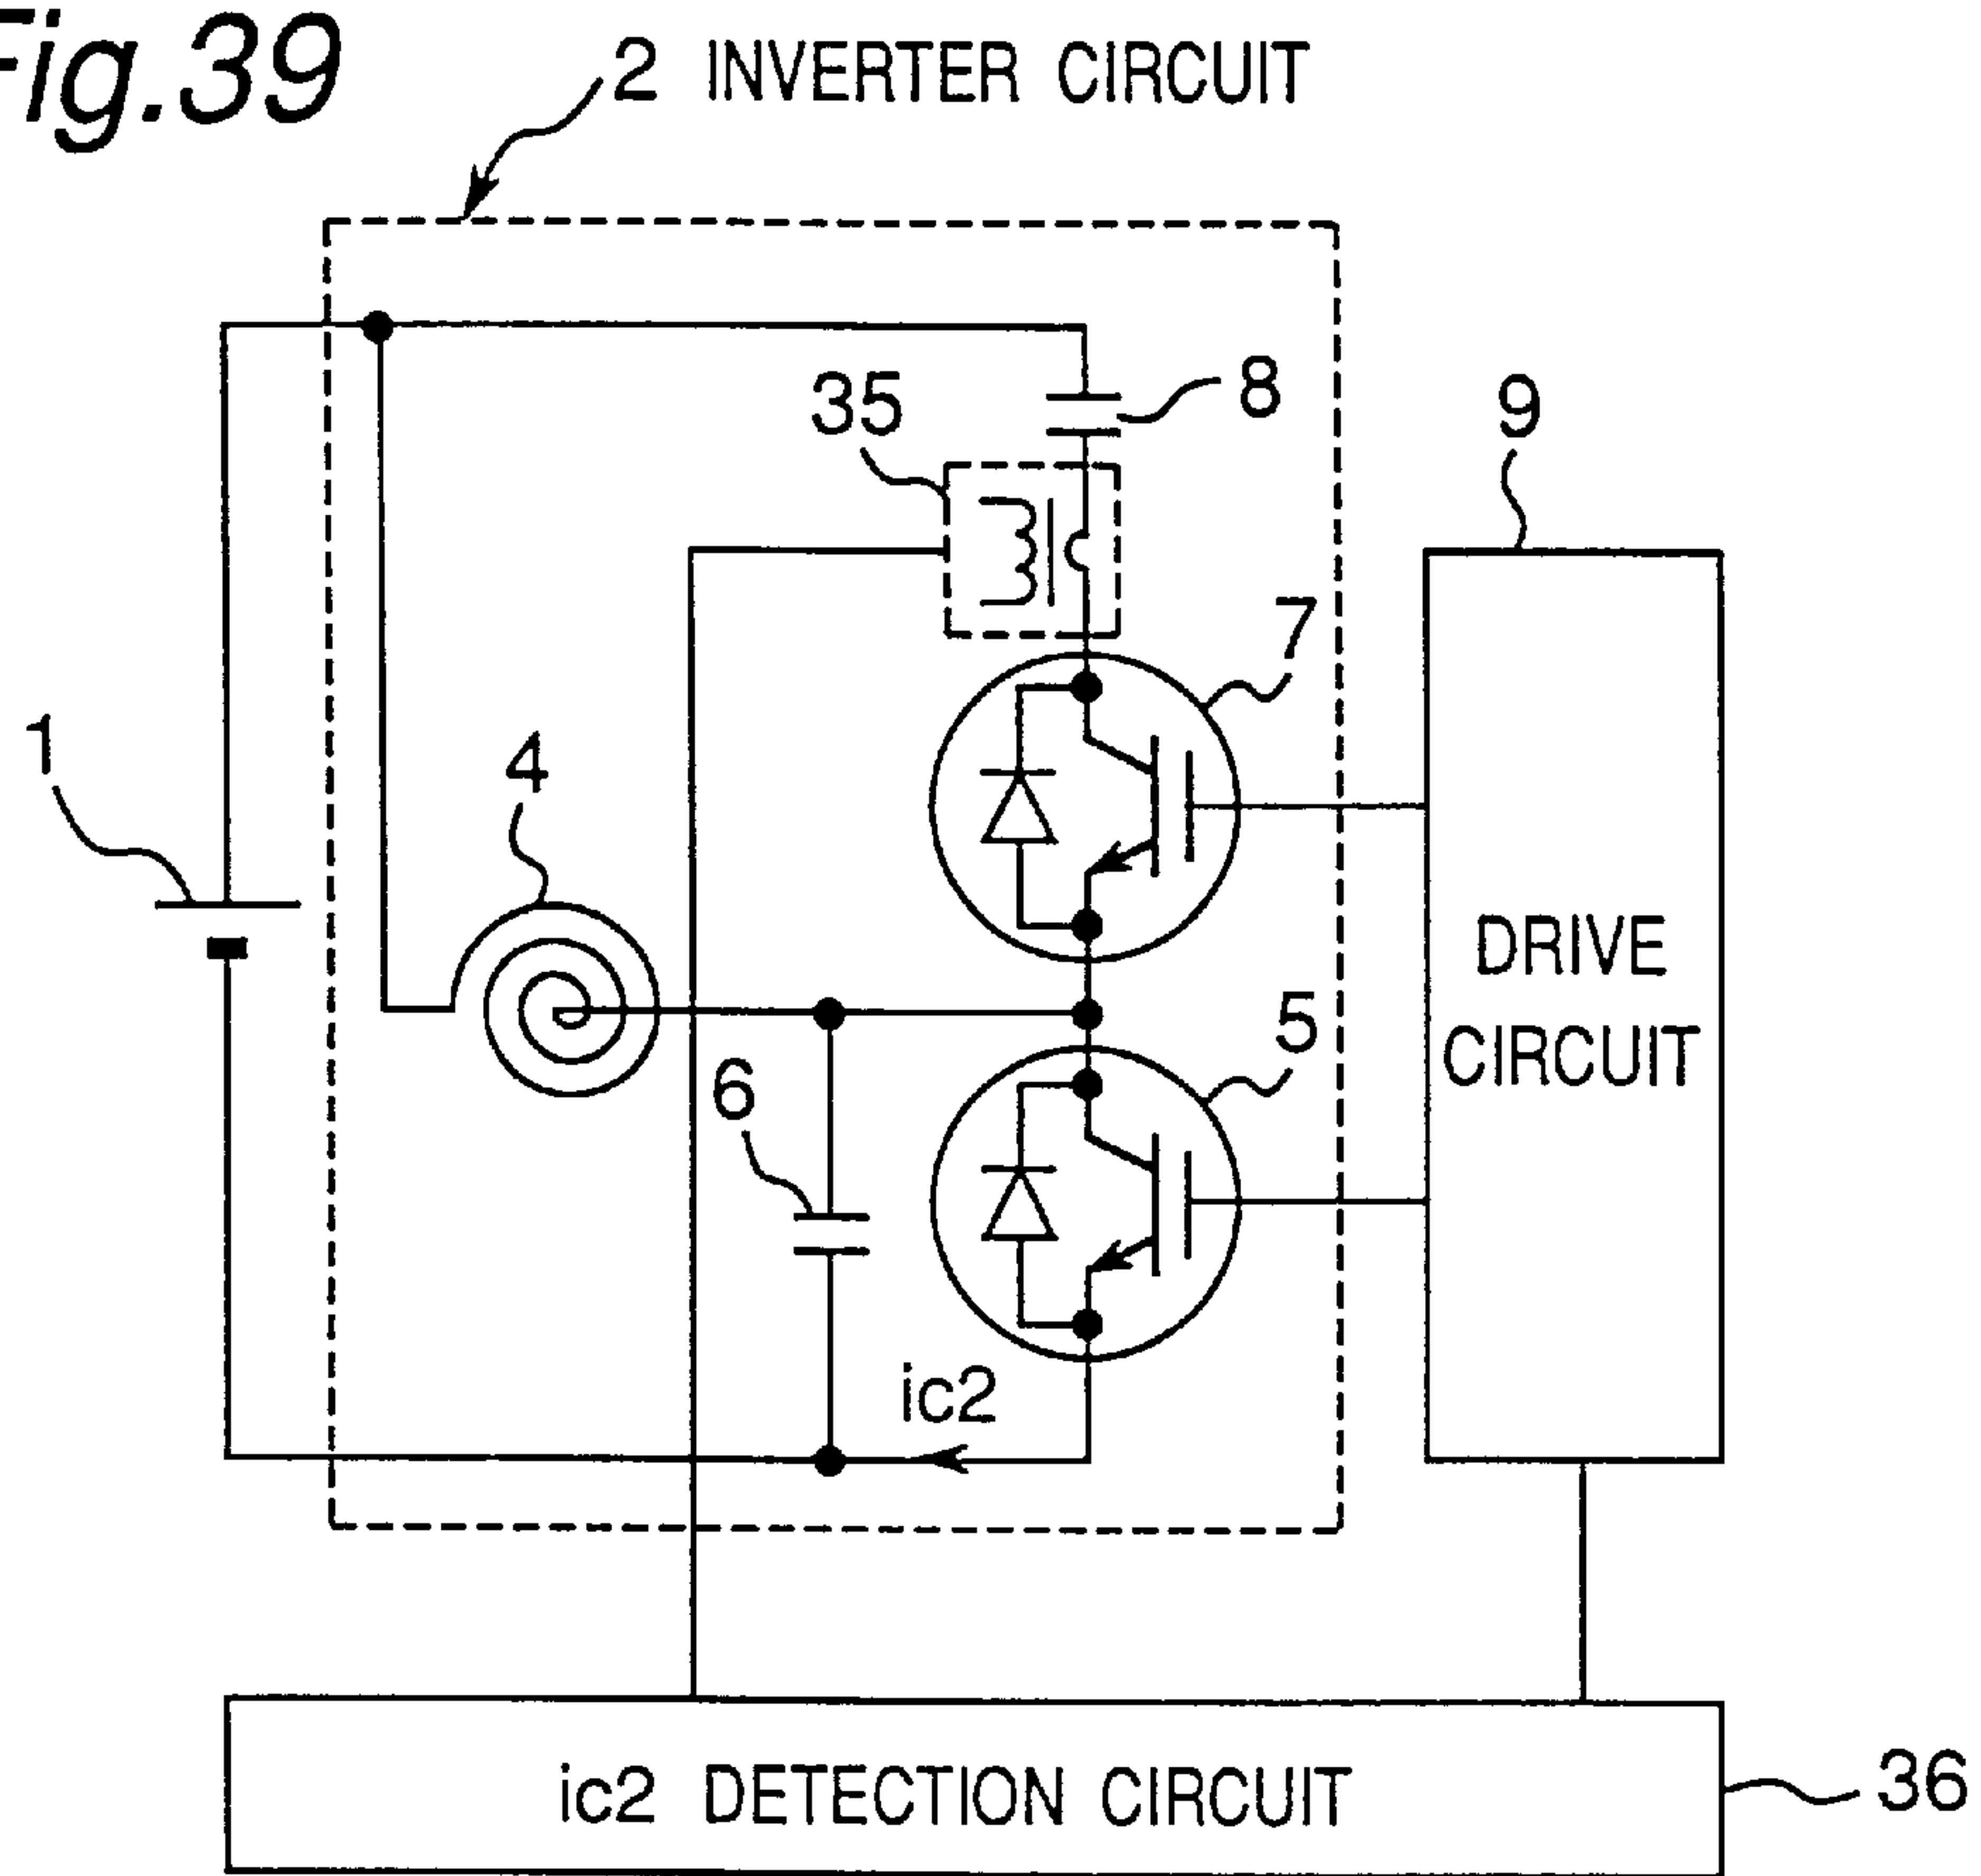 Fig.39
2 INVERTER CIRCUIT
8
35
9
7
1
4
DRIVE
CIRCUIT
5
6
ic2
ic2 DETECTION CIRCUIT
36